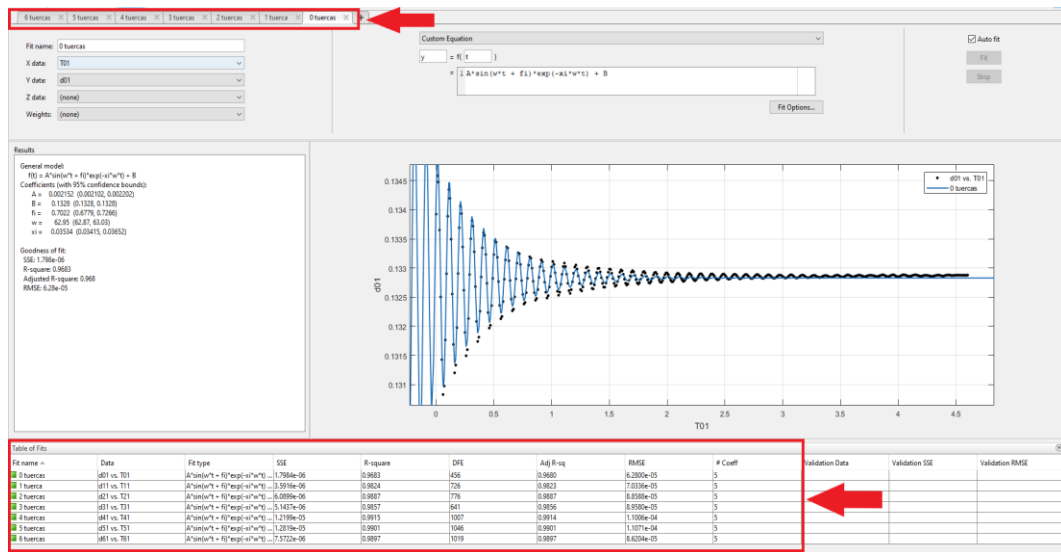 6 tuercas 5 tuercas 4 tuercas 3 tuercas 2 tuercas 1 tuerca 0 tuercas
Fit name: 0 tuercas
X data: T01
Y data: d01
Z data: (none)
Weights: (none)
Custom Equation
y = f( t )
= 1 A*sin(w*t + fi)*exp(-xi*w*t) + B
Fit Options...
Auto fit
Fit
Stop
Results
General model:
f(t) = A*sin(w*t + fi)*exp(-xi*w*t) + B
Coefficients (with 95% confidence bounds):
A = 0.002152 (0.002102, 0.002202)
B = 0.1328 (0.1328, 0.1328)
fi = 0.7022 (0.6779, 0.7266)
w = 62.95 (62.87, 63.03)
xi = 0.03534 (0.03415, 0.03652)
Goodness of fit:
SSE: 1.798e-06
R-square: 0.9683
Adjusted R-square: 0.968
RMSE: 6.28e-05
d01 vs. T01
0 tuercas
0.1345
0.134
0.1335
0.133
0.1325
0.132
0.1315
0.131
d01
0 0.5 1 1.5 2 2.5 3 3.5 4 4.5
T01
Table of Fits
Fit name Data Fit type SSE R-square DFE Adj R-sq RMSE # Coeff Validation Data Validation SSE Validation RMSE
0 tuercas d01 vs. T01 A*sin(w*t + fi)*exp(-xi*w*t) ... 1.7984e-06 0.9683 456 0.9680 6.2800e-05 5
1 tuerca d11 vs. T11 A*sin(w*t + fi)*exp(-xi*w*t) ... 3.5916e-06 0.9824 726 0.9823 7.0336e-05 5
2 tuercas d21 vs. T21 A*sin(w*t + fi)*exp(-xi*w*t) ... 6.0899e-06 0.9887 776 0.9887 8.8588e-05 5
3 tuercas d31 vs. T31 A*sin(w*t + fi)*exp(-xi*w*t) ... 5.1437e-06 0.9857 641 0.9856 8.9580e-05 5
4 tuercas d41 vs. T41 A*sin(w*t + fi)*exp(-xi*w*t) ... 1.2199e-05 0.9915 1007 0.9914 1.1006e-04 5
5 tuercas d51 vs. T51 A*sin(w*t + fi)*exp(-xi*w*t) ... 1.2819e-05 0.9901 1046 0.9901 1.1071e-04 5
6 tuercas d61 vs. T61 A*sin(w*t + fi)*exp(-xi*w*t) ... 7.5722e-06 0.9897 1019 0.9897 8.6204e-05 5